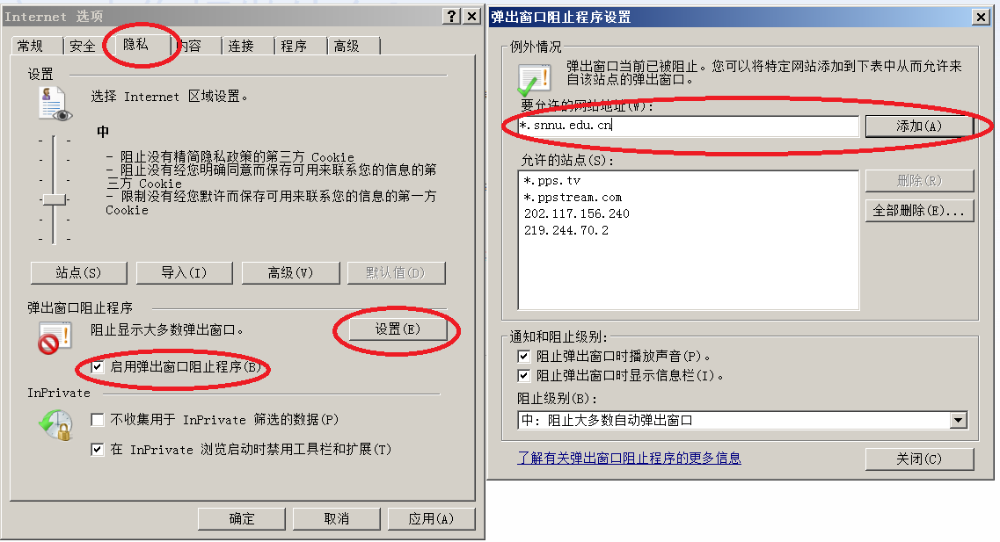 Internet 选项
常规 安全 隐私 内容 连接 程序 高级
设置
选择 Internet 区域设置。
中
- 阻止没有精简隐私政策的第三方 Cookie
- 阻止没有经您明确同意而保存可用来联系您的信息的第
三方 Cookie
- 限制没有经您默许而保存可用来联系您的信息的第一方
Cookie
站点(S) 导入(I) 高级(V) 默认值(D)
弹出窗口阻止程序
阻止显示大多数弹出窗口。
设置(E)
启用弹出窗口阻止程序(B)
InPrivate
不收集用于 InPrivate 筛选的数据(P)
在 InPrivate 浏览启动时禁用工具栏和扩展(T)
确定 取消 应用(A)
弹出窗口阻止程序设置
例外情况
弹出窗口当前已被阻止。您可以将特定网站添加到下表中从而允许来
自该站点的弹出窗口。
要允许的网站地址(W):
*.snnu.edu.cn
添加(A)
允许的站点(S):
*.pps.tv
*.ppstream.com
202.117.156.240
219.244.70.2
删除(R)
全部删除(E)...
通知和阻止级别:
阻止弹出窗口时播放声音(P)。
阻止弹出窗口时显示信息栏(I)。
阻止级别(B):
中: 阻止大多数自动弹出窗口
了解有关弹出窗口阻止程序的更多信息
关闭(C)